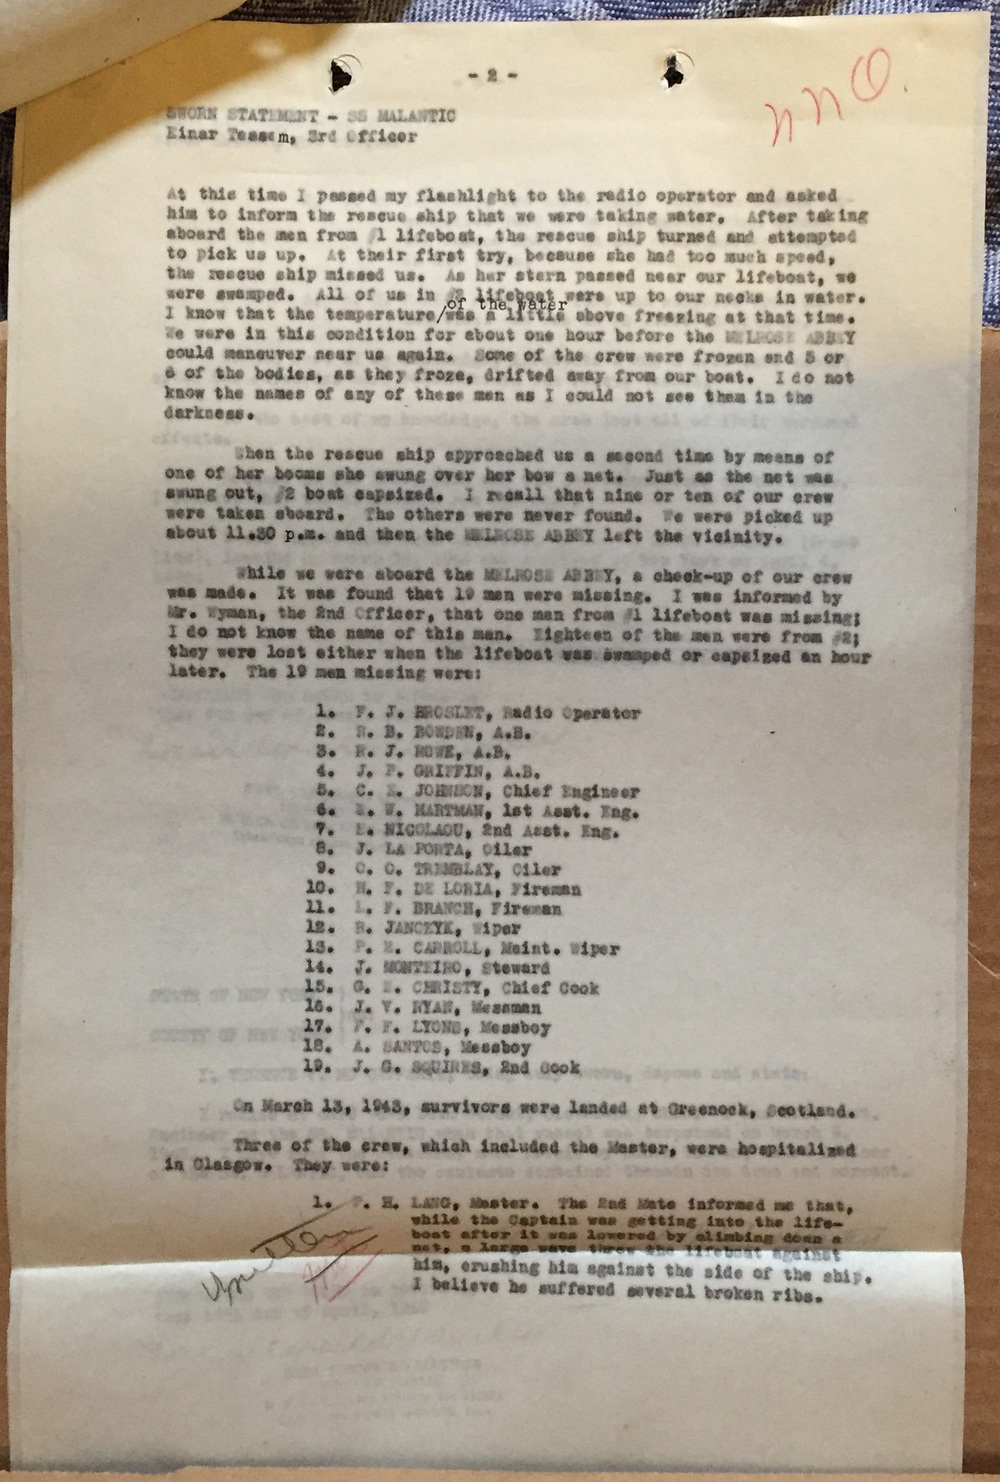 - 2 -
n n O.
SWORN STATEMENT - SS MALANTIC
Einar Tessem, 3rd Officer
At this time I passed my flashlight to the radio operator and asked
him to inform the rescue ship that we were taking water. After taking
aboard the men from #1 lifeboat, the rescue ship turned and attempted
to pick us up. At their first try, because she had too much speed,
the rescue ship missed us. As her stern passed near our lifeboat, we
were swamped. All of us in #2 lifeboat were up to our necks in water.
of the water
I know that the temperature/was a little above freezing at that time.
We were in this condition for about one hour before the MELROSE ABBEY
could maneuver near us again. Some of the crew were frozen and 5 or
6 of the bodies, as they froze, drifted away from our boat. I do not
know the names of any of these men as I could not see them in the
darkness.
When the rescue ship approached us a second time by means of
one of her booms she swung over her bow a net. Just as the net was
swung out, #2 boat capsized. I recall that nine or ten of our crew
were taken aboard. The others were never found. We were picked up
about 11.30 p.m. and then the MELROSE ABBEY left the vicinity.
While we were aboard the MELROSE ABBEY, a check-up of our crew
was made. It was found that 19 men were missing. I was informed by
Mr. Wyman, the 2nd Officer, that one man from #1 lifeboat was missing;
I do not know the name of this man. Eighteen of the men were from #2;
they were lost either when the lifeboat was swamped or capsized an hour
later. The 19 men missing were:
1. F. J. BROSLET, Radio Operator
2. R. B. BOWDEN, A.B.
3. R. J. ROWE, A.B.
4. J. P. GRIFFIN, A.B.
5. C. E. JOHNSON, Chief Engineer
6. W. HARTMAN, 1st Asst. Eng.
7. NICOLAOU, 2nd Asst. Eng.
8. J. LA PORTA, Oiler
9. C. O. TREMBLAY, Oiler
10. H. F. DE LORIA, Fireman
11. L. F. BRANCH, Fireman
12. R. JANCZYK, Wiper
13. P. E. CARROLL, Maint. Wiper
14. J. MONTEIRO, Steward
15. G. E. CHRISTY, Chief Cook
16. J. V. RYAN, Messman
17. F. F. LYONS, Messboy
18. A. SANTOS, Messboy
19. J. G. SQUIRES, 2nd Cook
On March 13, 1943, survivors were landed at Greenock, Scotland.
Three of the crew, which included the Master, were hospitalized
in Glasgow. They were:
1. P. H. LANG, Master. The 2nd Mate informed me that,
while the Captain was getting into the life-
boat after it was lowered by climbing down a
net, a large wave threw the lifeboat against
him, crushing him against the side of the ship.
I believe he suffered several broken ribs.